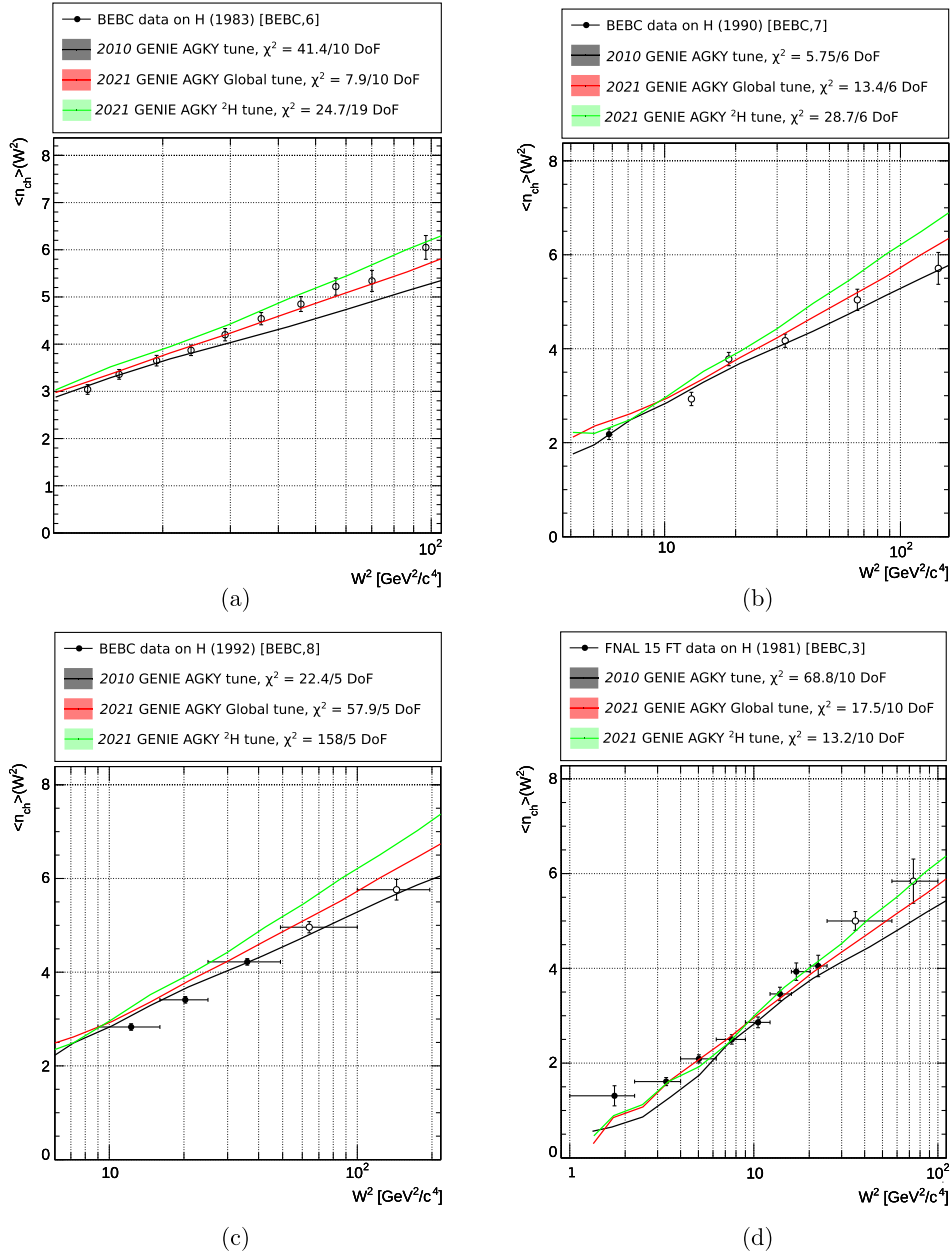 BEBC data on H (1983) [BEBC,6]
2010 GENIE AGKY tune, χ² = 41.4/10 DoF
2021 GENIE AGKY Global tune, χ² = 7.9/10 DoF
2021 GENIE AGKY ²H tune, χ² = 24.7/19 DoF
<n_ch>(W²)
8
7
6
5
4
3
2
1
0
10²
W² [GeV²/c⁴]
(a)
BEBC data on H (1990) [BEBC,7]
2010 GENIE AGKY tune, χ² = 5.75/6 DoF
2021 GENIE AGKY Global tune, χ² = 13.4/6 DoF
2021 GENIE AGKY ²H tune, χ² = 28.7/6 DoF
<n_ch>(W²)
8
6
4
2
0
10
10²
W² [GeV²/c⁴]
(b)
BEBC data on H (1992) [BEBC,8]
2010 GENIE AGKY tune, χ² = 22.4/5 DoF
2021 GENIE AGKY Global tune, χ² = 57.9/5 DoF
2021 GENIE AGKY ²H tune, χ² = 158/5 DoF
<n_ch>(W²)
8
6
4
2
0
10
10²
W² [GeV²/c⁴]
(c)
FNAL 15 FT data on H (1981) [BEBC,3]
2010 GENIE AGKY tune, χ² = 68.8/10 DoF
2021 GENIE AGKY Global tune, χ² = 17.5/10 DoF
2021 GENIE AGKY ²H tune, χ² = 13.2/10 DoF
<n_ch>(W²)
8
6
4
2
0
1
10
10²
W² [GeV²/c⁴]
(d)